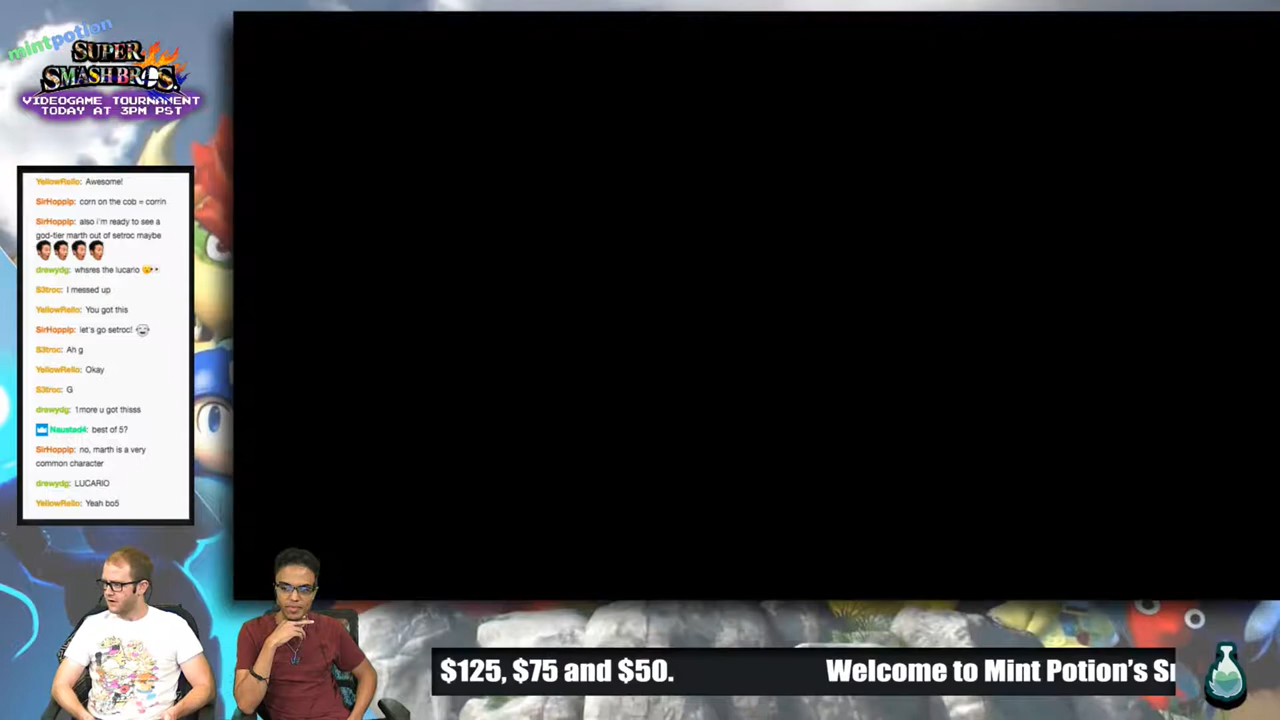 mintpotion
SUPER
SMASH BROS.
VIDEOGAME TOURNAMENT
TODAY AT 3PM PST
YellowRello: Awesome!
SirHoppip: corn on the cob = corrin
SirHoppip: also i'm ready to see a
god-tier marth out of setroc maybe
drewydg: whsres the lucario
S3troc: I messed up
YellowRello: You got this
SirHoppip: let's go setroc!
S3troc: Ah g
YellowRello: Okay
S3troc: G
drewydg: 1more u got thisss
Naustad4: best of 5?
SirHoppip: no, marth is a very
common character
drewydg: LUCARIO
YellowRello: Yeah bo5
$125, $75 and $50. Welcome to Mint Potion's S